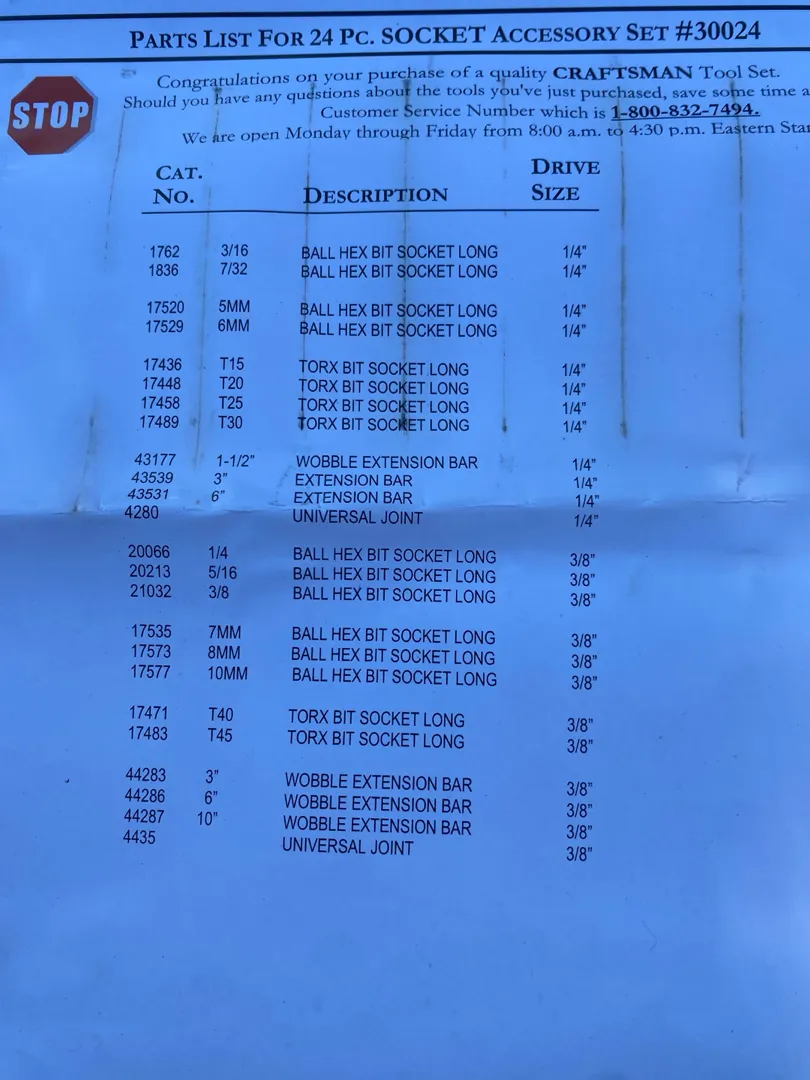 PARTS LIST FOR 24 PC. SOCKET ACCESSORY SET #30024
STOP
Congratulations on your purchase of a quality CRAFTSMAN Tool Set.
Should you have any questions about the tools you've just purchased, save some time a
Customer Service Number which is 1-800-832-7494.
We are open Monday through Friday from 8:00 a.m. to 4:30 p.m. Eastern Stan
CAT. NO. DESCRIPTION DRIVE SIZE
1762 3/16 BALL HEX BIT SOCKET LONG 1/4"
1836 7/32 BALL HEX BIT SOCKET LONG 1/4"
17520 5MM BALL HEX BIT SOCKET LONG 1/4"
17529 6MM BALL HEX BIT SOCKET LONG 1/4"
17436 T15 TORX BIT SOCKET LONG 1/4"
17448 T20 TORX BIT SOCKET LONG 1/4"
17458 T25 TORX BIT SOCKET LONG 1/4"
17489 T30 TORX BIT SOCKET LONG 1/4"
43177 1-1/2" WOBBLE EXTENSION BAR 1/4"
43539 3" EXTENSION BAR 1/4"
43531 6" EXTENSION BAR 1/4"
4280 UNIVERSAL JOINT 1/4"
20066 1/4 BALL HEX BIT SOCKET LONG 3/8"
20213 5/16 BALL HEX BIT SOCKET LONG 3/8"
21032 3/8 BALL HEX BIT SOCKET LONG 3/8"
17535 7MM BALL HEX BIT SOCKET LONG 3/8"
17573 8MM BALL HEX BIT SOCKET LONG 3/8"
17577 10MM BALL HEX BIT SOCKET LONG 3/8"
17471 T40 TORX BIT SOCKET LONG 3/8"
17483 T45 TORX BIT SOCKET LONG 3/8"
44283 3" WOBBLE EXTENSION BAR 3/8"
44286 6" WOBBLE EXTENSION BAR 3/8"
44287 10" WOBBLE EXTENSION BAR 3/8"
4435 UNIVERSAL JOINT 3/8"